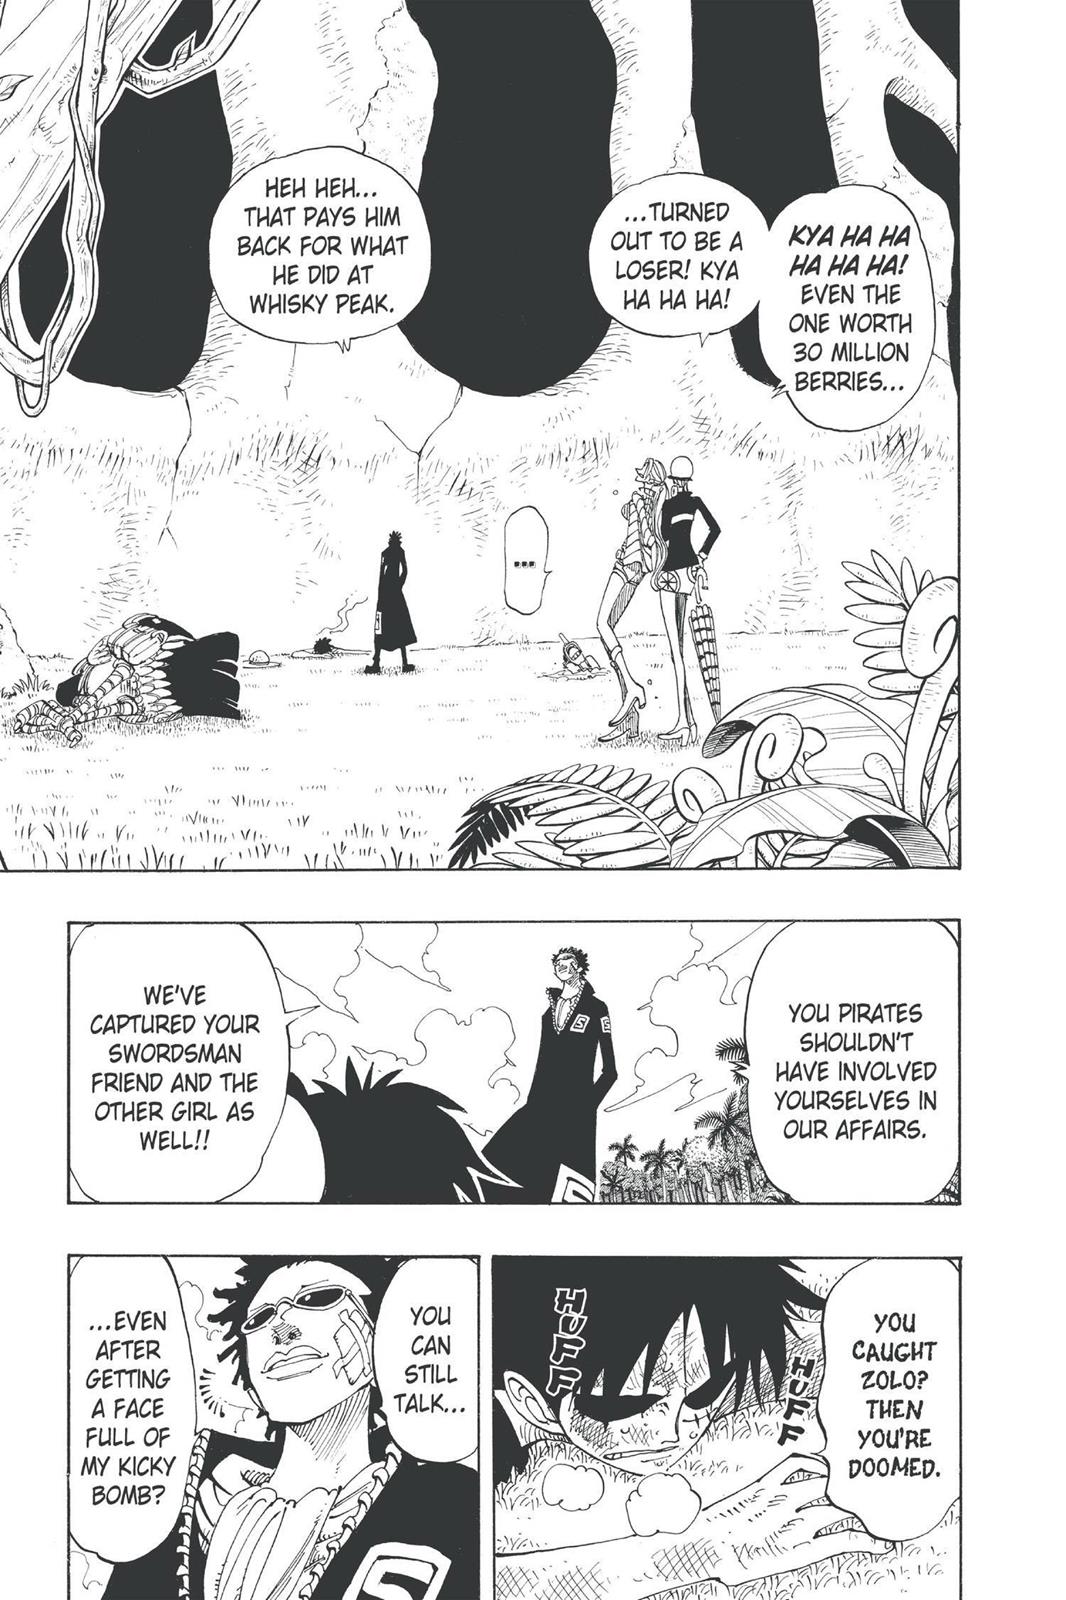 KYA HA HA
HA HA HA!
EVEN THE
ONE WORTH
30 MILLION
BERRIES...
...TURNED
OUT TO BE A
LOSER! KYA
HA HA HA!
HEH HEH...
THAT PAYS HIM
BACK FOR WHAT
HE DID AT
WHISKY PEAK.
...
YOU PIRATES
SHOULDN'T
HAVE INVOLVED
YOURSELVES IN
OUR AFFAIRS.
5
5
WE'VE
CAPTURED YOUR
SWORDSMAN
FRIEND AND THE
OTHER GIRL AS
WELL!!
5
YOU
CAUGHT
ZOLO?
THEN
YOU'RE
DOOMED.
HUFF
HUFF
YOU
CAN
STILL
TALK...
...EVEN
AFTER
GETTING
A FACE
FULL OF
MY KICKY
BOMB?
5